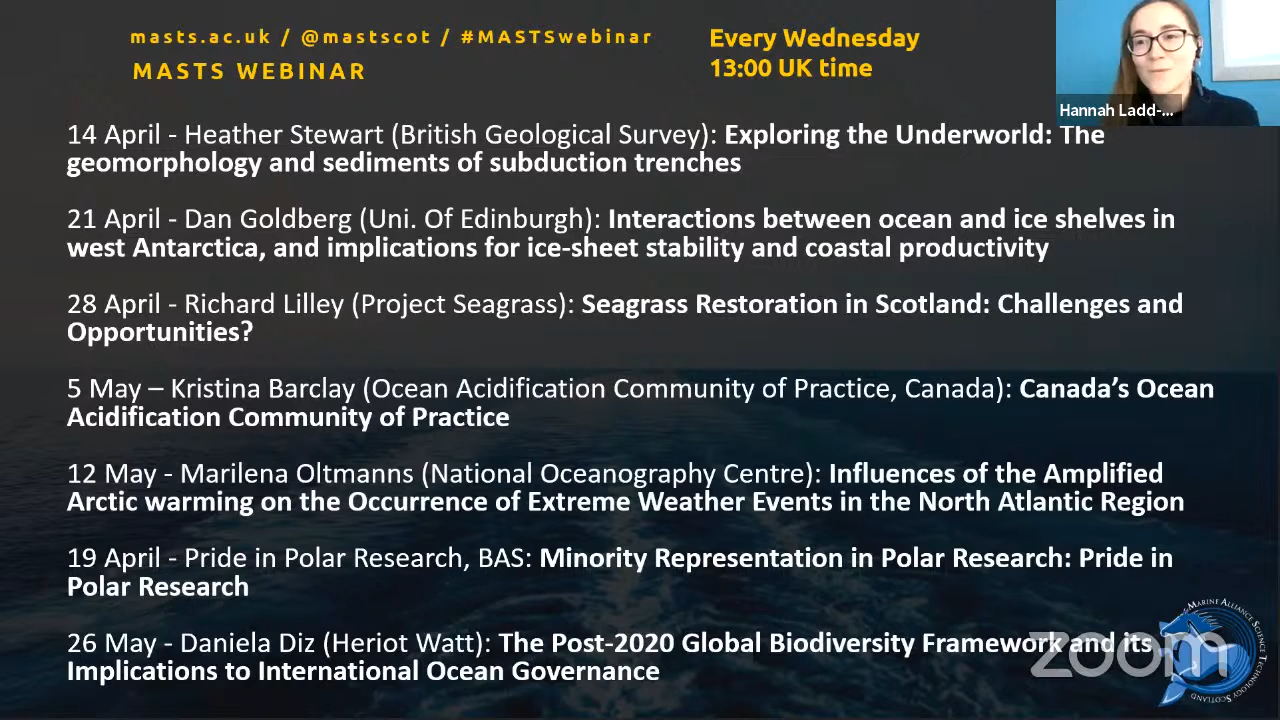 masts.ac.uk / @mastscot / #MASTSwebinar
MASTS WEBINAR
Every Wednesday
13:00 UK time
Hannah Ladd-...
14 April - Heather Stewart (British Geological Survey): Exploring the Underworld: The
geomorphology and sediments of subduction trenches
21 April - Dan Goldberg (Uni. Of Edinburgh): Interactions between ocean and ice shelves in
west Antarctica, and implications for ice-sheet stability and coastal productivity
28 April - Richard Lilley (Project Seagrass): Seagrass Restoration in Scotland: Challenges and
Opportunities?
5 May – Kristina Barclay (Ocean Acidification Community of Practice, Canada): Canada’s Ocean
Acidification Community of Practice
12 May - Marilena Oltmanns (National Oceanography Centre): Influences of the Amplified
Arctic warming on the Occurrence of Extreme Weather Events in the North Atlantic Region
19 April - Pride in Polar Research, BAS: Minority Representation in Polar Research: Pride in
Polar Research
26 May - Daniela Diz (Heriot Watt): The Post-2020 Global Biodiversity Framework and its
Implications to International Ocean Governance
zoom
Marine Alliance Science Technology Scotland